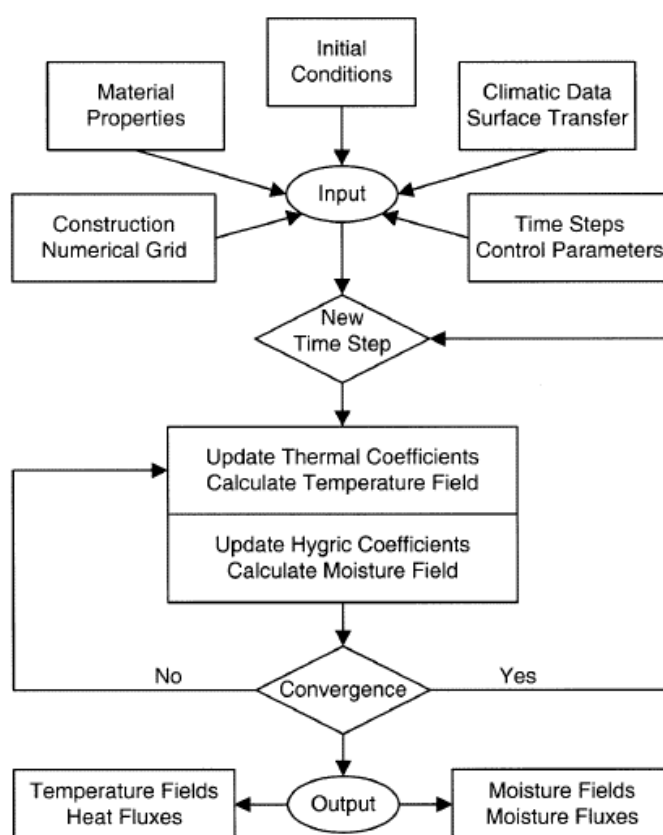 Initial
Conditions
Material
Properties
Climatic Data
Surface Transfer
Input
Construction
Numerical Grid
Time Steps
Control Parameters
New
Time Step
Update Thermal Coefficients
Calculate Temperature Field
Update Hygric Coefficients
Calculate Moisture Field
No
Convergence
Yes
Temperature Fields
Heat Fluxes
Output
Moisture Fields
Moisture Fluxes